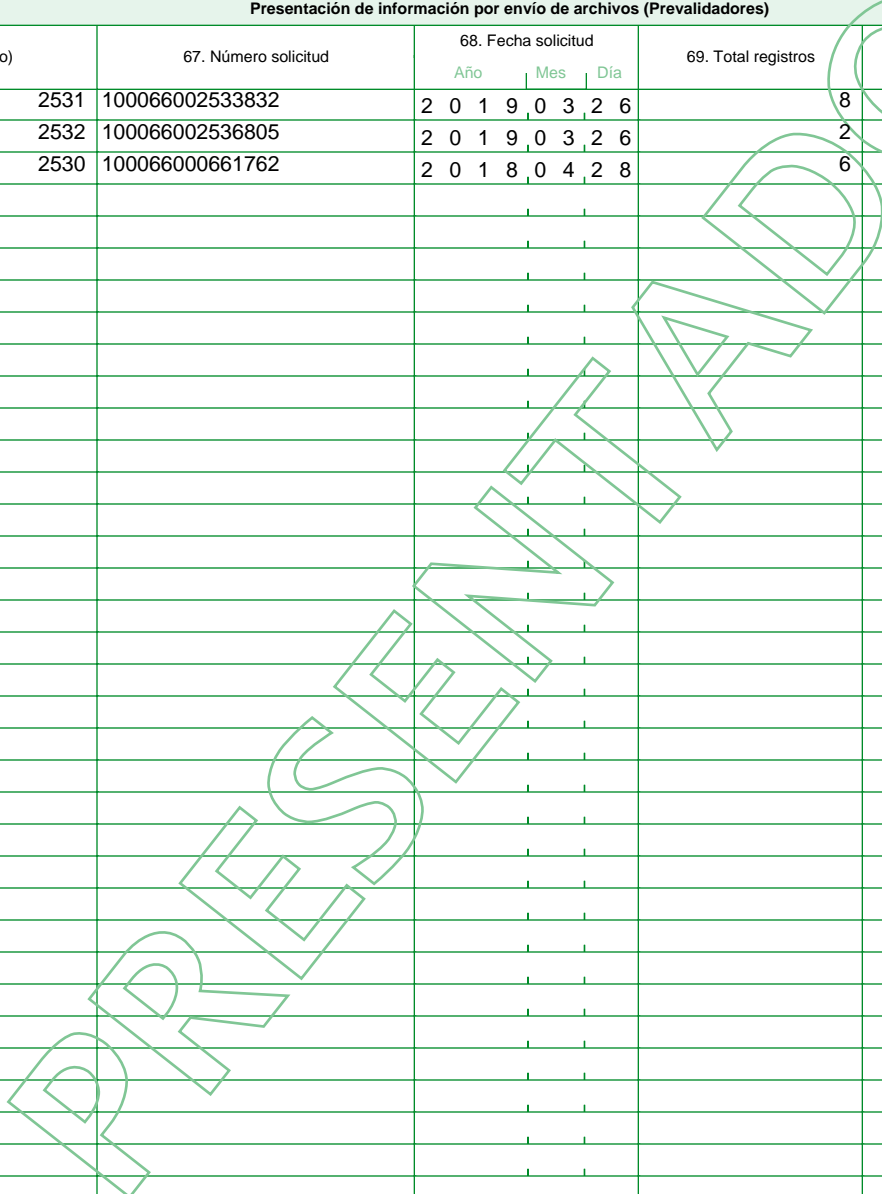 Presentación de información por envío de archivos (Prevalidadores)
o) 67. Número solicitud 68. Fecha solicitud 69. Total registros
Año Mes Día
2531 100066002533832 2 0 1 9 0 3 2 6 8
2532 100066002536805 2 0 1 9 0 3 2 6 2
2530 100066000661762 2 0 1 8 0 4 2 8 6
PRESENTADO